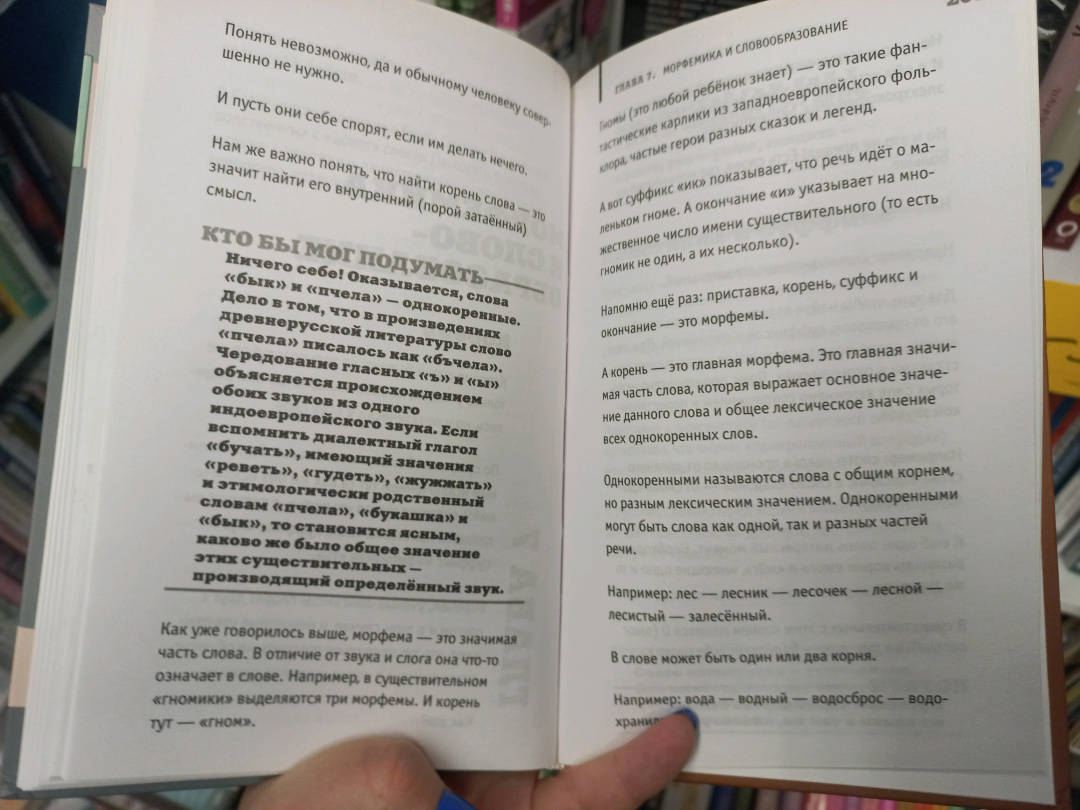 Понять невозможно, да и обычному человеку совер-
шенно не нужно.
И пусть они себе спорят, если им делать нечего.
Нам же важно понять, что найти корень слова — это
значит найти его внутренний (порой затаённый)
смысл.
КТО БЫ МОГ ПОДУМАТЬ
Ничего себе! Оказывается, слова
«бык» и «пчела» — однокоренные.
Дело в том, что в произведениях
древнерусской литературы слово
«пчела» писалось как «бъчела».
Чередование гласных «ъ» и «ы»
объясняется происхождением
обоих звуков из одного
индоевропейского звука. Если
вспомнить диалектный глагол
«бучать», имеющий значения
«реветь», «гудеть», «жужжать»
и этимологически родственный
словам «пчела», «букашка» и
«бык», то становится ясным,
каково же было общее значение
этих существительных —
производящий определённый звук.
Как уже говорилось выше, морфема — это значимая
часть слова. В отличие от звука и слога она что-то
означает в слове. Например, в существительном
«гномики» выделяются три морфемы. И корень
тут — «гном».
ГЛАВА 7. МОРФЕМИКА И СЛОВООБРАЗОВАНИЕ
Гномы (это любой ребёнок знает) — это такие фан-
тастические карлики из западноевропейского фоль-
клора, частые герои разных сказок и легенд.
А вот суффикс «ик» показывает, что речь идёт о ма-
леньком гноме. А окончание «и» указывает на мно-
жественное число имени существительного (то есть
гномик не один, а их несколько).
Напомню ещё раз: приставка, корень, суффикс и
окончание — это морфемы.
А корень — это главная морфема. Это главная значи-
мая часть слова, которая выражает основное значе-
ние данного слова и общее лексическое значение
всех однокоренных слов.
Однокоренными называются слова с общим корнем,
но разным лексическим значением. Однокоренными
могут быть слова как одной, так и разных частей
речи.
Например: лес — лесник — лесочек — лесной —
лесистый — залесённый.
В слове может быть один или два корня.
Например: вода — водный — водосброс — водо-